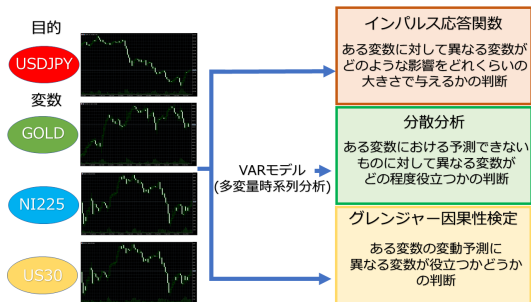 目的
USDJPY
変数
GOLD
NI225
US30
VARモデル
(多変量時系列分析)
インパルス応答関数
ある変数に対して異なる変数が
どのような影響をどれくらいの
大きさで与えるかの判断
分散分析
ある変数における予測できない
ものに対して異なる変数が
どの程度役立つかの判断
グレンジャー因果性検定
ある変数の変動予測に
異なる変数が役立つかどうか
の判断